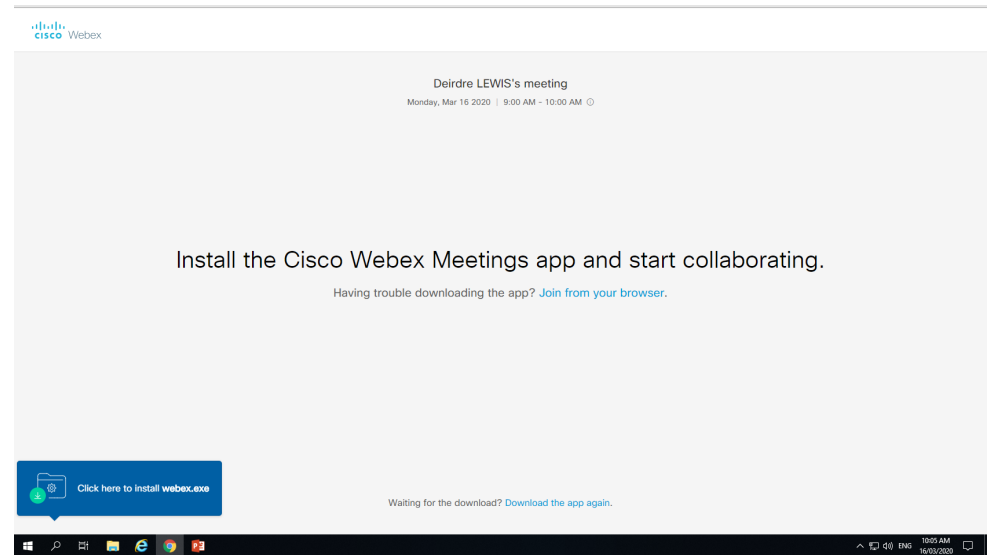 CISCO Webex
Deirdre LEWIS's meeting
Monday, Mar 16 2020 | 9:00 AM - 10:00 AM
Install the Cisco Webex Meetings app and start collaborating.
Having trouble downloading the app? Join from your browser.
Click here to install webex.exe
Waiting for the download? Download the app again.
ENG
10:05 AM
16/03/2020